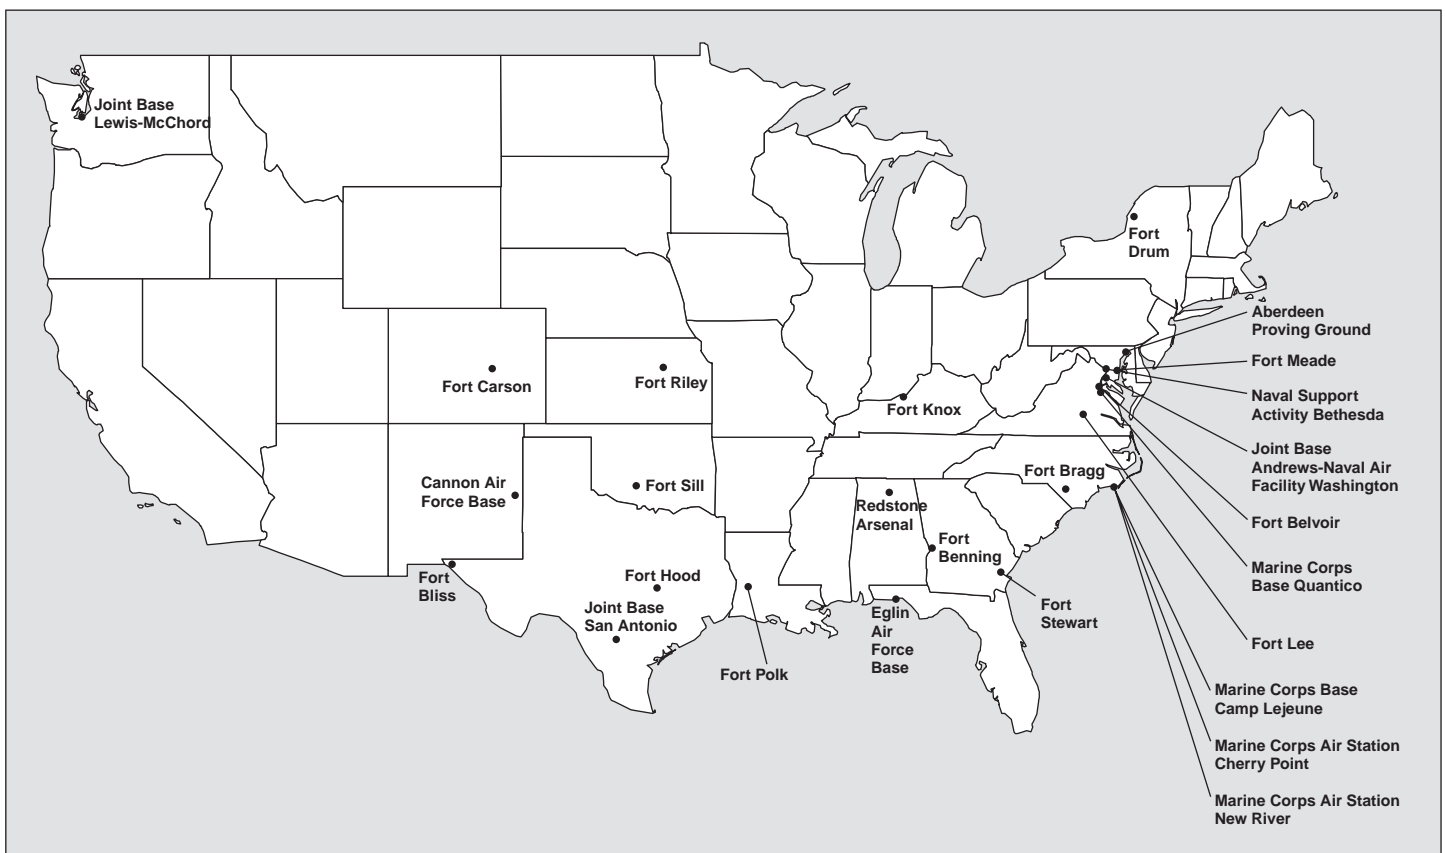 Joint Base
Lewis-McChord
Fort
Drum
Aberdeen
Proving Ground
Fort Meade
Fort Carson
Fort Riley
Fort Knox
Naval Support
Activity Bethesda
Joint Base
Andrews-Naval Air
Facility Washington
Fort Bragg
Cannon Air
Force Base
Fort Sill
Redstone
Arsenal
Fort Belvoir
Fort
Benning
Marine Corps
Base Quantico
Fort
Bliss
Fort Hood
Joint Base
San Antonio
Eglin
Air
Force
Base
Fort
Stewart
Fort Lee
Fort Polk
Marine Corps Base
Camp Lejeune
Marine Corps Air Station
Cherry Point
Marine Corps Air Station
New River